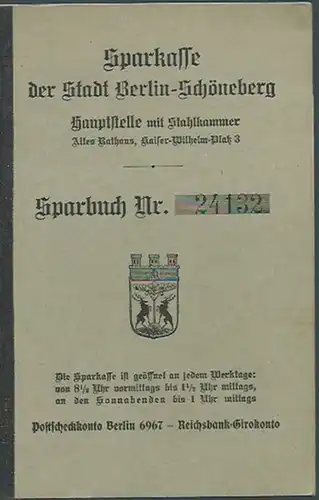 Sparkasse
der Stadt Berlin-Schöneberg
Hauptstelle mit Stahlkammer
Altes Rathaus, Kaiser-Wilhelm-Platz 3
Sparbuch Nr. 24132
Die Sparkasse ist geöffnet an jedem Werktage:
von 8½ Uhr vormittags bis 1½ Uhr mittags,
an den Sonnabenden bis 1 Uhr mittags
Postscheckkonto Berlin 6967 – Reichsbank-Girokonto